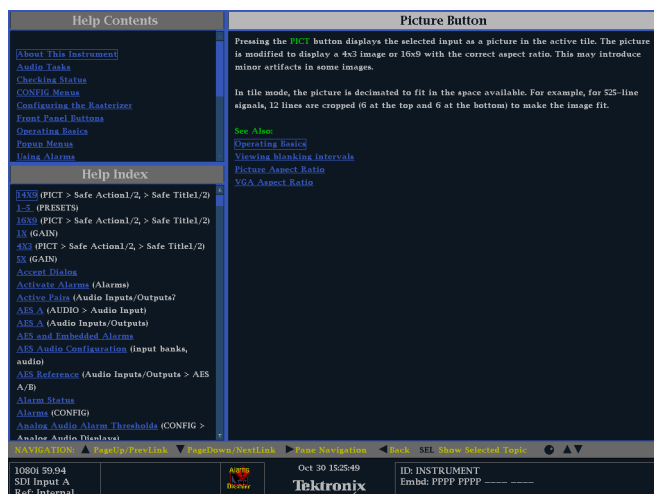 Help Contents
About This Instrument
Audio Tasks
Checking Status
CONFIG Menus
Configuring the Rasterizer
Front Panel Buttons
Operating Basics
Popup Menus
Using Alarms
Help Index
14X9 (PICT > Safe Action1/2, > Safe Title1/2)
1-5 (PRESETS)
16X9 (PICT > Safe Action1/2, > Safe Title1/2)
1X (GAIN)
4X3 (PICT > Safe Action1/2, > Safe Title1/2)
5X (GAIN)
Accept Dialog
Activate Alarms (Alarms)
Active Pairs (Audio Inputs/Outputs?
AES A (AUDIO > Audio Input)
AES A (Audio Inputs/Outputs)
AES and Embedded Alarms
AES Audio Configuration (input banks,
audio)
AES Reference (Audio Inputs/Outputs > AES
A/B)
Alarm Status
Alarms (CONFIG)
Analog Audio Alarm Thresholds (CONFIG >
Analog Audio Displays)
Picture Button
Pressing the PICT button displays the selected input as a picture in the active tile. The picture
is modified to display a 4x3 image or 16x9 with the correct aspect ratio. This may introduce
minor artifacts in some images.
In tile mode, the picture is decimated to fit in the space available. For example, for 525-line
signals, 12 lines are cropped (6 at the top and 6 at the bottom) to make the image fit.
See Also:
Operating Basics
Viewing blanking intervals
Picture Aspect Ratio
VGA Aspect Ratio
NAVIGATION: ▲ PageUp/PrevLink ▼ PageDown/NextLink ▶Pane Navigation ◀Back SEL Show Selected Topic
1080i 59.94
SDI Input A
Ref: Internal
Alarms
Disabled
Oct 30 15:25:49
Tektronix
ID: INSTRUMENT
Embd: PPPP PPPP ---- ----